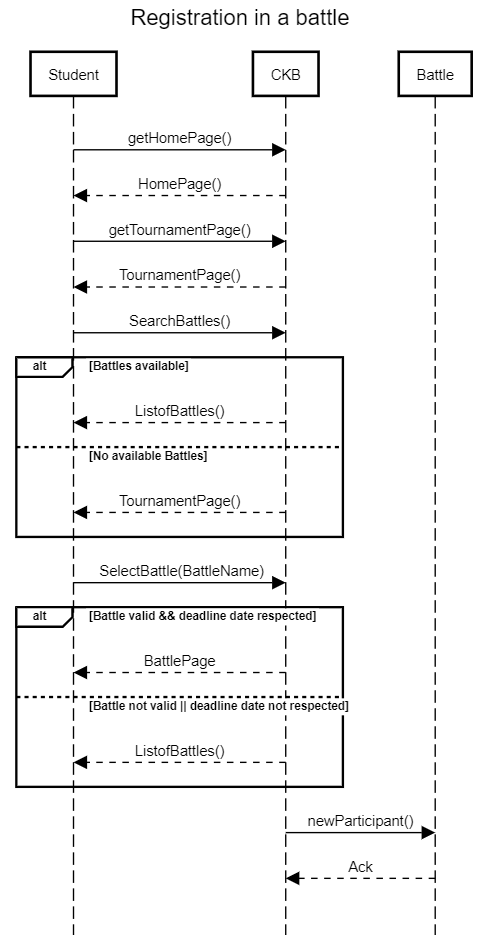 Registration in a battle
Student
CKB
Battle
getHomePage()
HomePage()
getTournamentPage()
TournamentPage()
SearchBattles()
alt
[Battles available]
ListofBattles()
[No available Battles]
TournamentPage()
SelectBattle(BattleName)
alt
[Battle valid && deadline date respected]
BattlePage
[Battle not valid || deadline date not respected]
ListofBattles()
newParticipant()
Ack